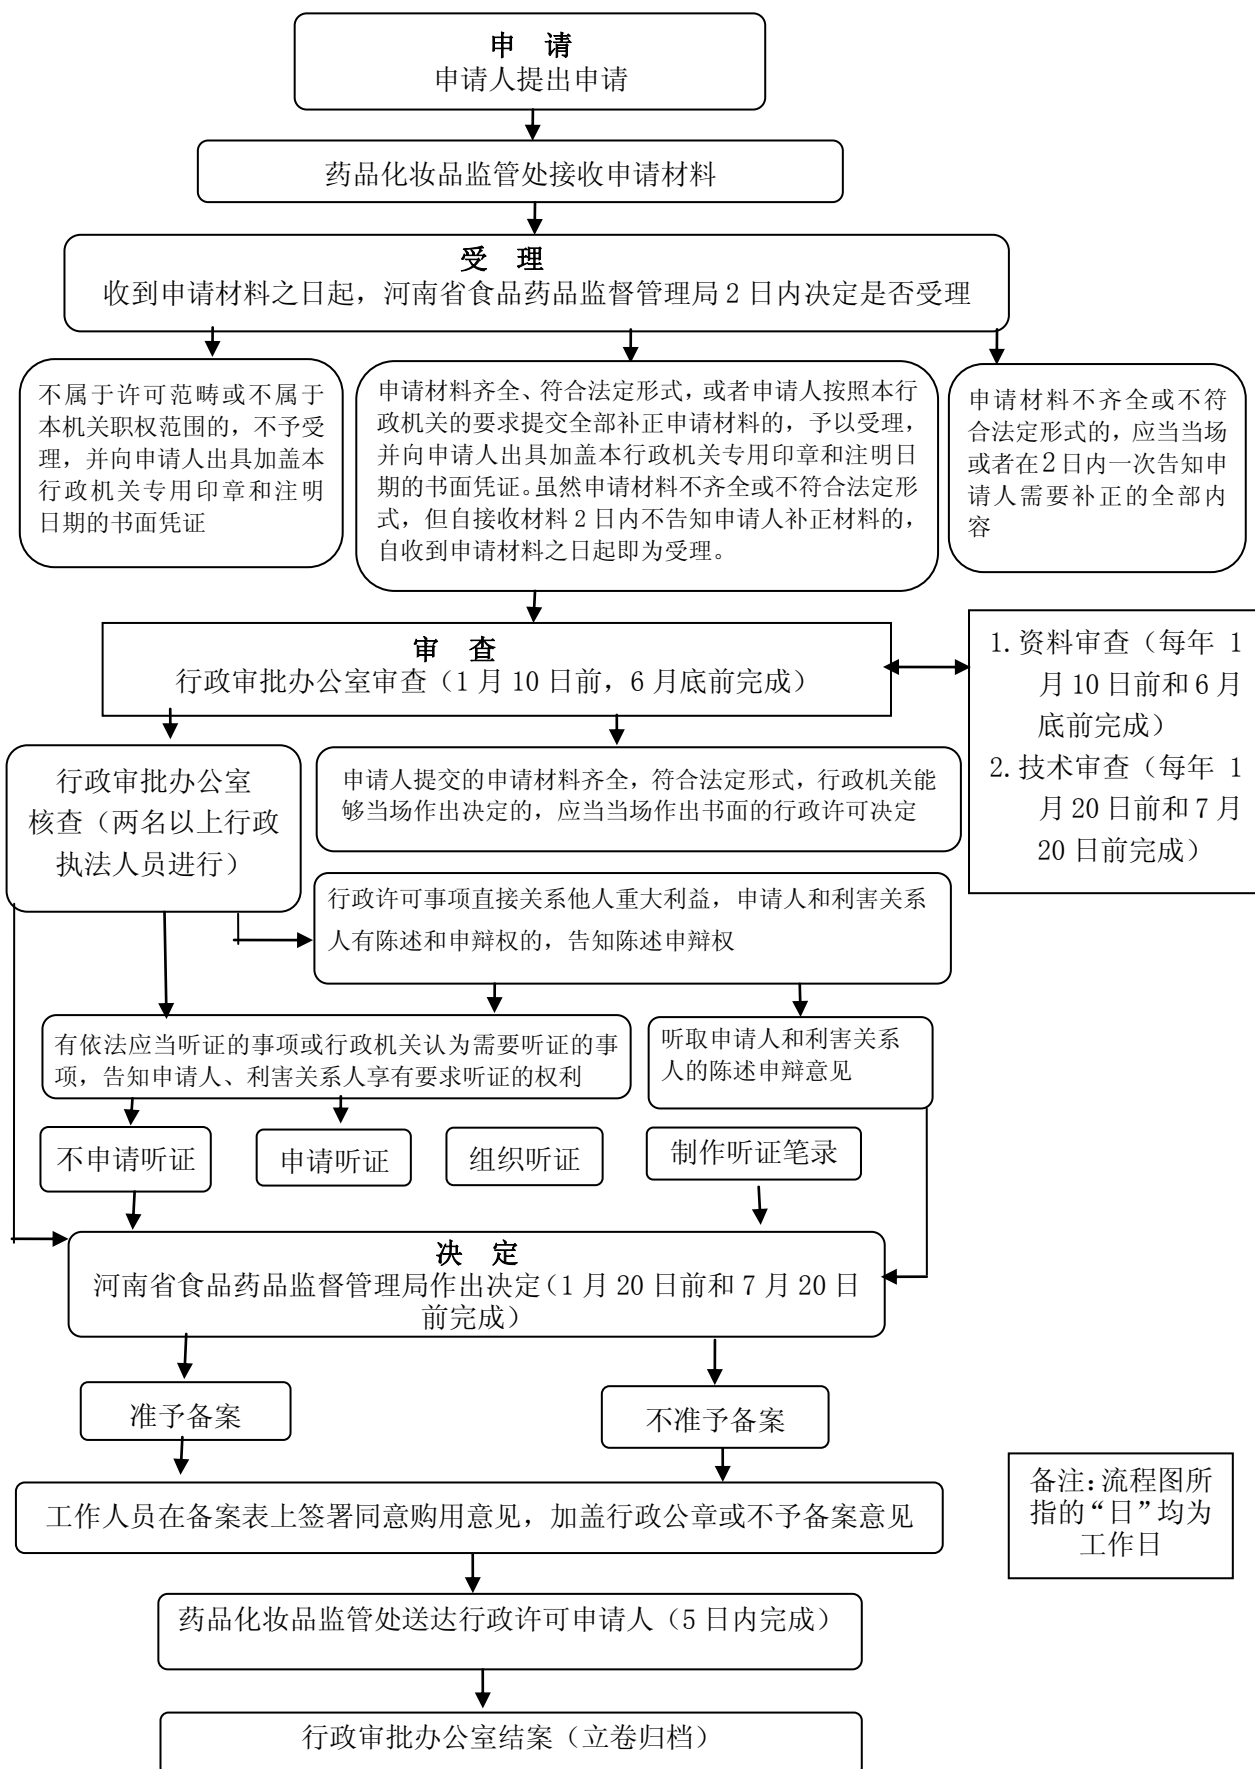 申 请
申请人提出申请
药品化妆品监管处接收申请材料
受 理
收到申请材料之日起，河南省食品药品监督管理局 2 日内决定是否受理
不属于许可范畴或不属于
本机关职权范围的，不予受
理，并向申请人出具加盖本
行政机关专用印章和注明
日期的书面凭证
申请材料齐全、符合法定形式，或者申请人按照本行
政机关的要求提交全部补正申请材料的，予以受理，
并向申请人出具加盖本行政机关专用印章和注明日
期的书面凭证。虽然申请材料不齐全或不符合法定形
式，但自接收材料 2 日内不告知申请人补正材料的，
自收到申请材料之日起即为受理。
申请材料不齐全或不符
合法定形式的，应当当场
或者在2 日内一次告知申
请人需要补正的全部内
容
审 查
行政审批办公室审查（1 月 10 日前，6 月底前完成）
1.资料审查（每年 1
月 10 日前和 6 月
底前完成）
2.技术审查（每年 1
月 20 日前和 7 月
20 日前完成）
行政审批办公室
核查（两名以上行政
执法人员进行）
申请人提交的申请材料齐全，符合法定形式，行政机关能
够当场作出决定的，应当当场作出书面的行政许可决定
行政许可事项直接关系他人重大利益，申请人和利害关系
人有陈述和申辩权的，告知陈述申辩权
有依法应当听证的事项或行政机关认为需要听证的事
项，告知申请人、利害关系人享有要求听证的权利
听取申请人和利害关系
人的陈述申辩意见
不申请听证
申请听证
组织听证
制作听证笔录
决 定
河南省食品药品监督管理局作出决定（1 月 20 日前和 7 月 20 日
前完成）
准予备案
不准予备案
工作人员在备案表上签署同意购用意见，加盖行政公章或不予备案意见
备注：流程图所
指的“日”均为
工作日
药品化妆品监管处送达行政许可申请人（5 日内完成）
行政审批办公室结案（立卷归档）